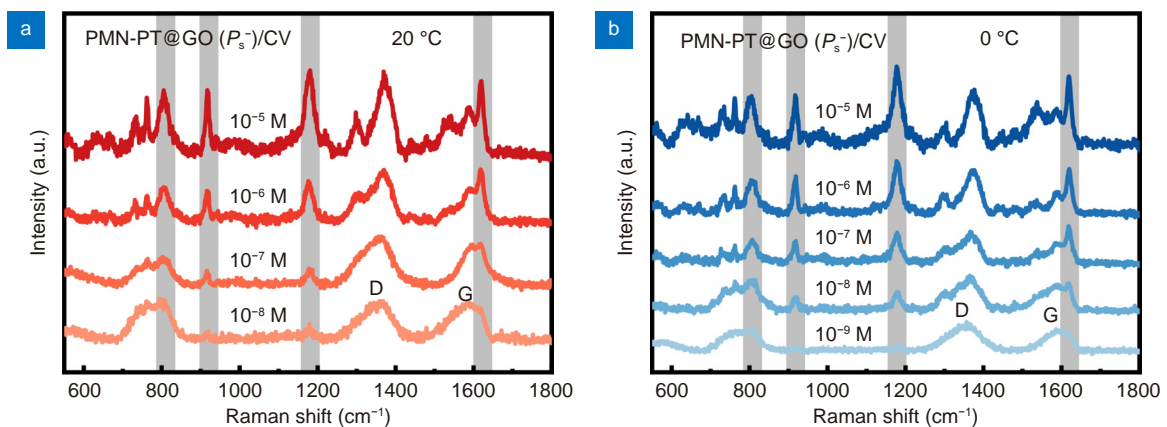 a
PMN-PT@GO (Pₛ⁻)/CV
20 °C
10⁻⁵ M
10⁻⁶ M
10⁻⁷ M
10⁻⁸ M
D
G
Intensity (a.u.)
600 800 1000 1200 1400 1600 1800
Raman shift (cm⁻¹)
b
PMN-PT@GO (Pₛ⁻)/CV
0 °C
10⁻⁵ M
10⁻⁶ M
10⁻⁷ M
10⁻⁸ M
10⁻⁹ M
D
G
Intensity (a.u.)
600 800 1000 1200 1400 1600 1800
Raman shift (cm⁻¹)